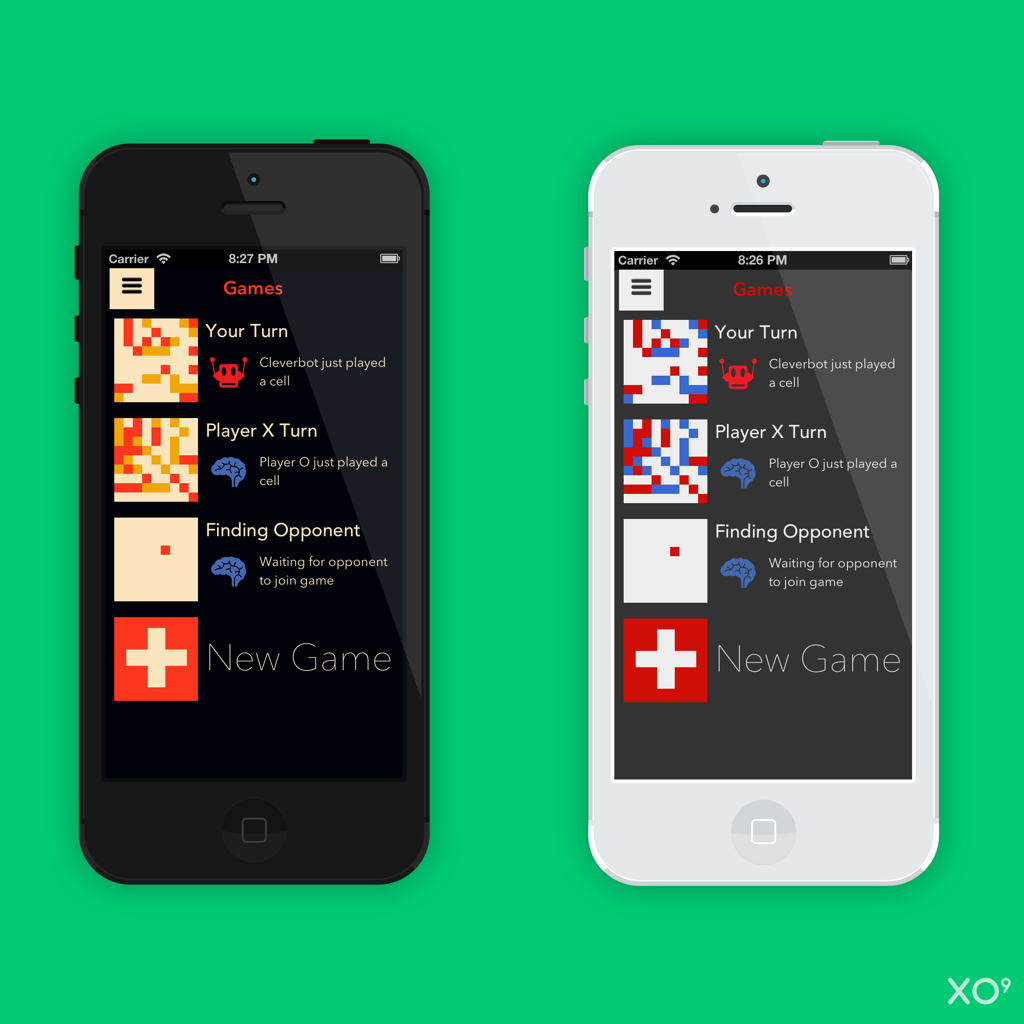 Carrier 8:27 PM
Games
Your Turn
Cleverbot just played
a cell
Player X Turn
Player O just played a
cell
Finding Opponent
Waiting for opponent
to join game
New Game
Carrier 8:26 PM
Games
Your Turn
Cleverbot just played
a cell
Player X Turn
Player O just played a
cell
Finding Opponent
Waiting for opponent
to join game
New Game
XO⁹